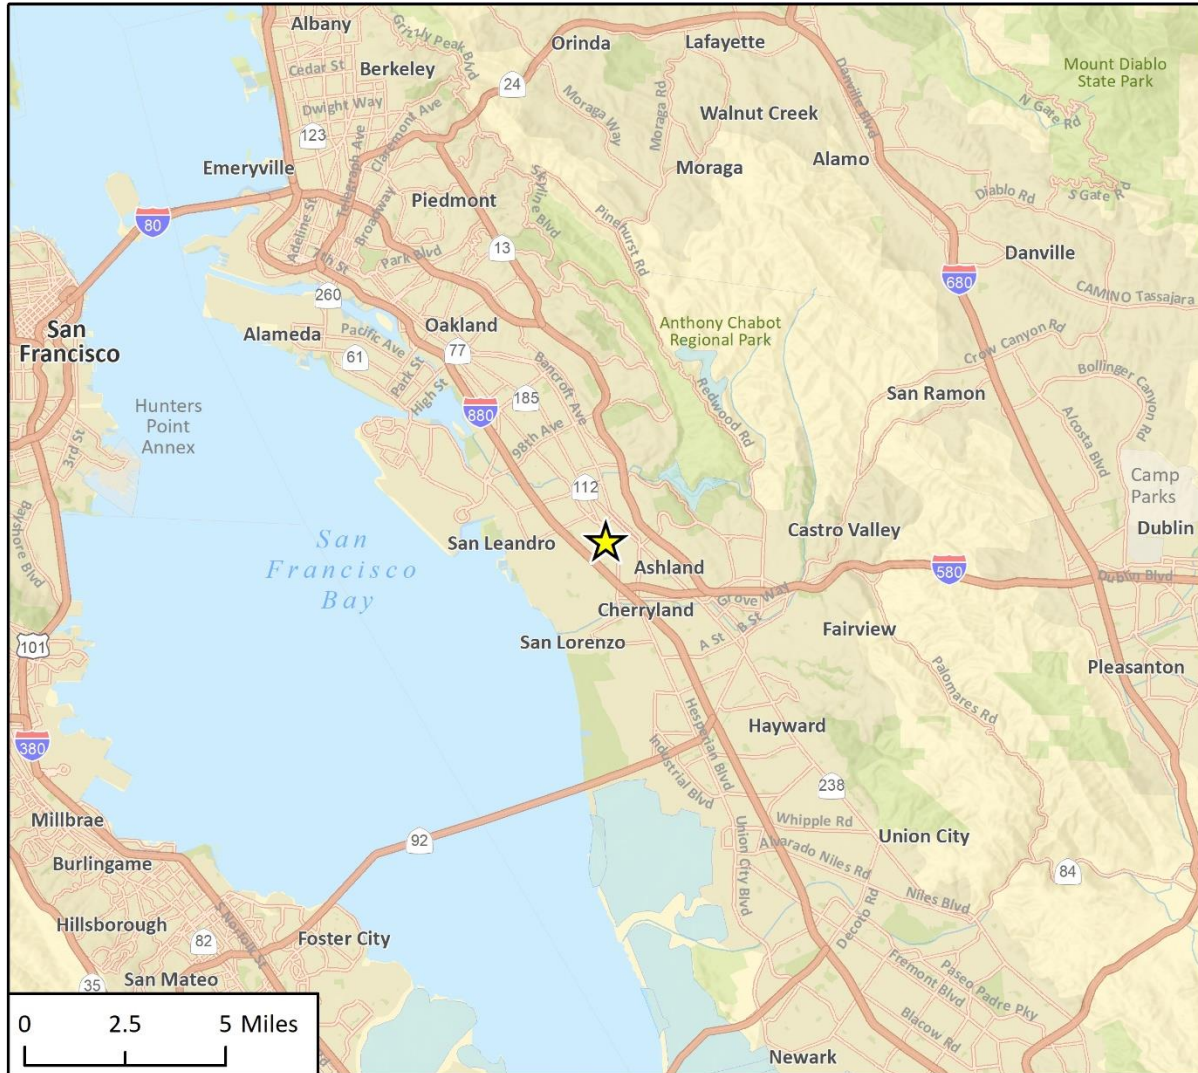 Albany
Grizzly Peak Blvd
Orinda
Lafayette
Cedar St
Berkeley
Mount Diablo
State Park
24
Danville Blvd
N Gate Rd
Dwight Way
Claremont Ave
Moraga Way
Moraga Rd
Walnut Creek
123
Telegraph Ave
Emeryville
Moraga
Alamo
Piedmont
Skyline Blvd
Diablo Rd
S Gate Rd
80
Adeline St
Broadway
Pinehurst Rd
13
7th St
Park Blvd
Danville
680
260
CAMINO Tassajara
San
Francisco
Alameda
Pacific Ave
Oakland
Anthony Chabot
Regional Park
Crow Canyon Rd
61
Park St
77
Bancroft Ave
Bollinger Canyon Rd
High St
Redwood Rd
San Ramon
Hunters
Point
Annex
880
185
3rd St
98th Ave
Alcosta Blvd
112
Camp
Parks
Bayshore Blvd
San
Francisco
Bay
San Leandro
Castro Valley
Dublin
Ashland
580
Dublin Blvd
Cherryland
Grove Way
101
San Lorenzo
A St
B St
Fairview
Pleasanton
Palomares Rd
380
Hesperian Blvd
Hayward
Industrial Blvd
238
Millbrae
92
Whipple Rd
Union City
Burlingame
Union City Blvd
Alvarado Niles Rd
84
Niles Blvd
Hillsborough
82
S Norfolk St
Foster City
Decoto Rd
San Mateo
35
Fremont Blvd
Paseo Padre Pky
0 2.5 5 Miles
Blacow Rd
Rd
Newark